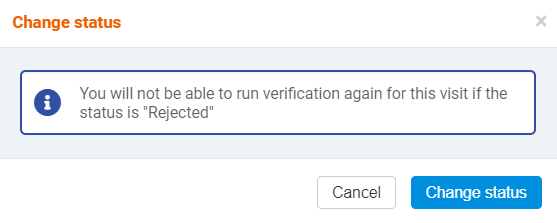 Change status
×
You will not be able to run verification again for this visit if the
status is "Rejected"
Cancel
Change status